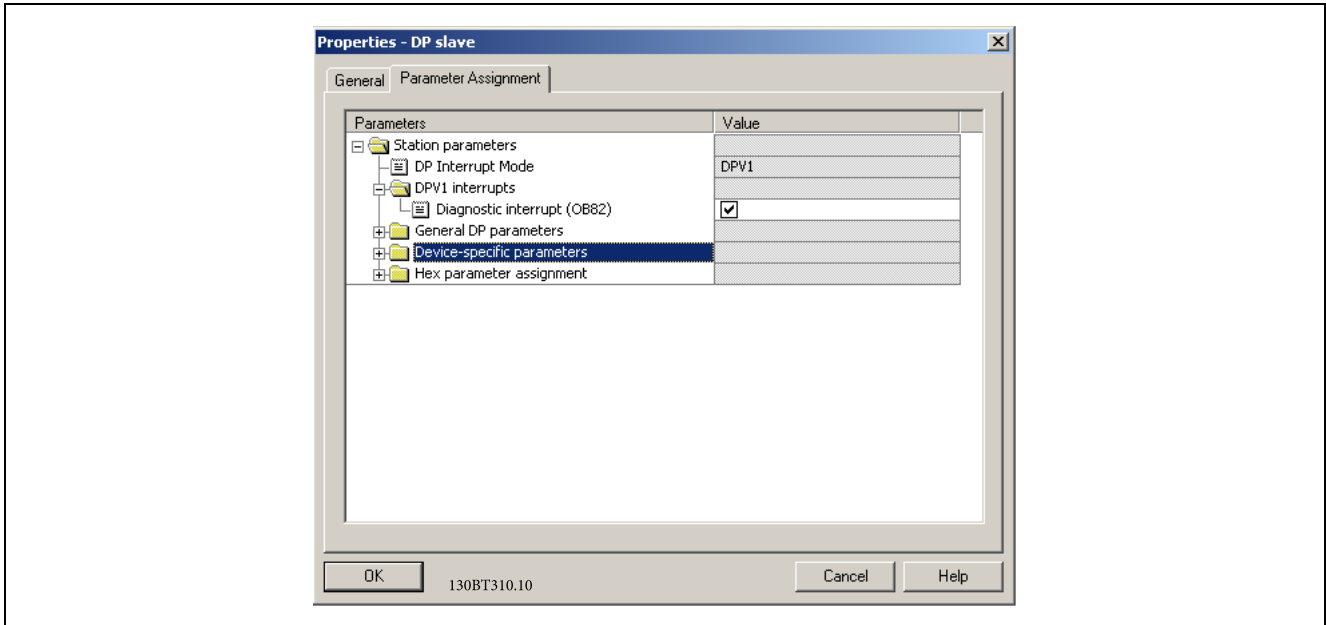 Properties - DP slave
General Parameter Assignment
Parameters Value
Station parameters
DP Interrupt Mode DPV1
DPV1 interrupts
Diagnostic interrupt (OB82)
General DP parameters
Device-specific parameters
Hex parameter assignment
OK 130BT310.10 Cancel Help